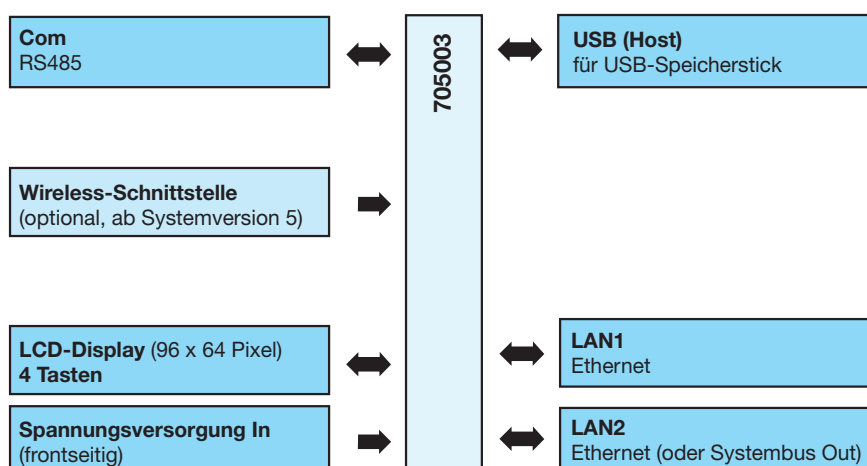 Com
RS485
Wireless-Schnittstelle
(optional, ab Systemversion 5)
LCD-Display (96 x 64 Pixel)
4 Tasten
Spannungsversorgung In
(frontseitig)
705003
USB (Host)
für USB-Speicherstick
LAN1
Ethernet
LAN2
Ethernet (oder Systembus Out)